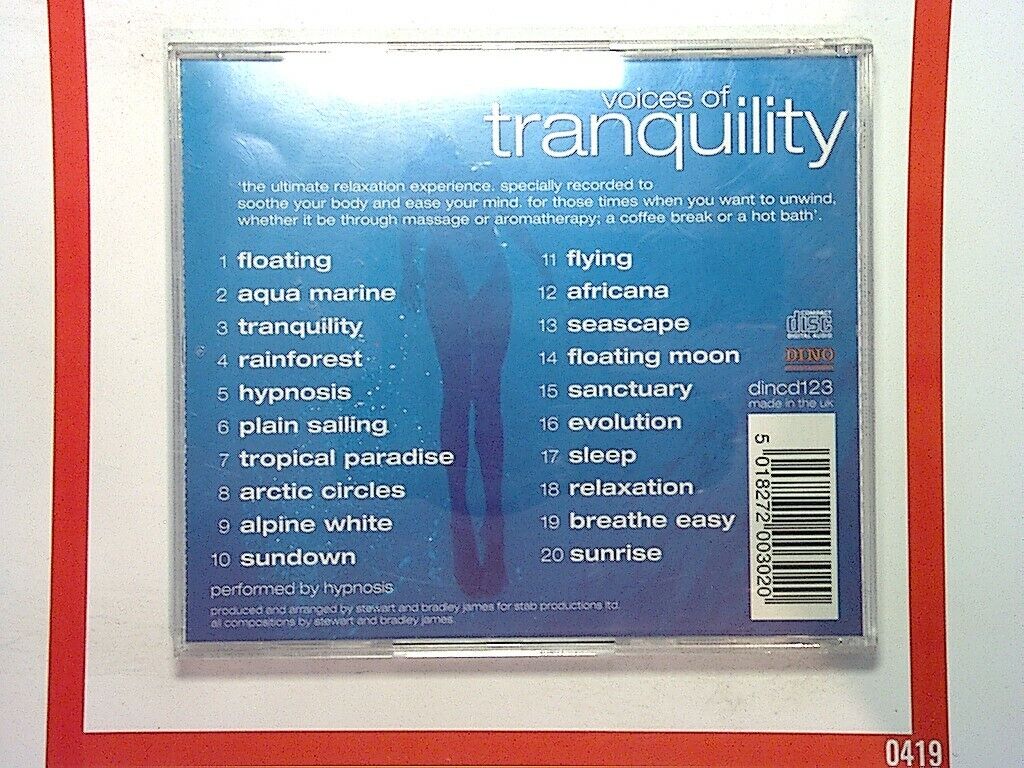 voices of
tranquility
'the ultimate relaxation experience. specially recorded to
soothe your body and ease your mind. for those times when you want to unwind,
whether it be through massage or aromatherapy; a coffee break or a hot bath'.
1 floating
2 aqua marine
3 tranquility
4 rainforest
5 hypnosis
6 plain sailing
7 tropical paradise
8 arctic circles
9 alpine white
10 sundown
11 flying
12 africana
13 seascape
14 floating moon
15 sanctuary
16 evolution
17 sleep
18 relaxation
19 breathe easy
20 sunrise
COMPACT
disc
DIGITAL AUDIO
DINO
dincd123
made in the uk
5 018272 003020
performed by hypnosis
produced and arranged by stewart and bradley james for stab productions ltd.
all compositions by stewart and bradley james.
0419